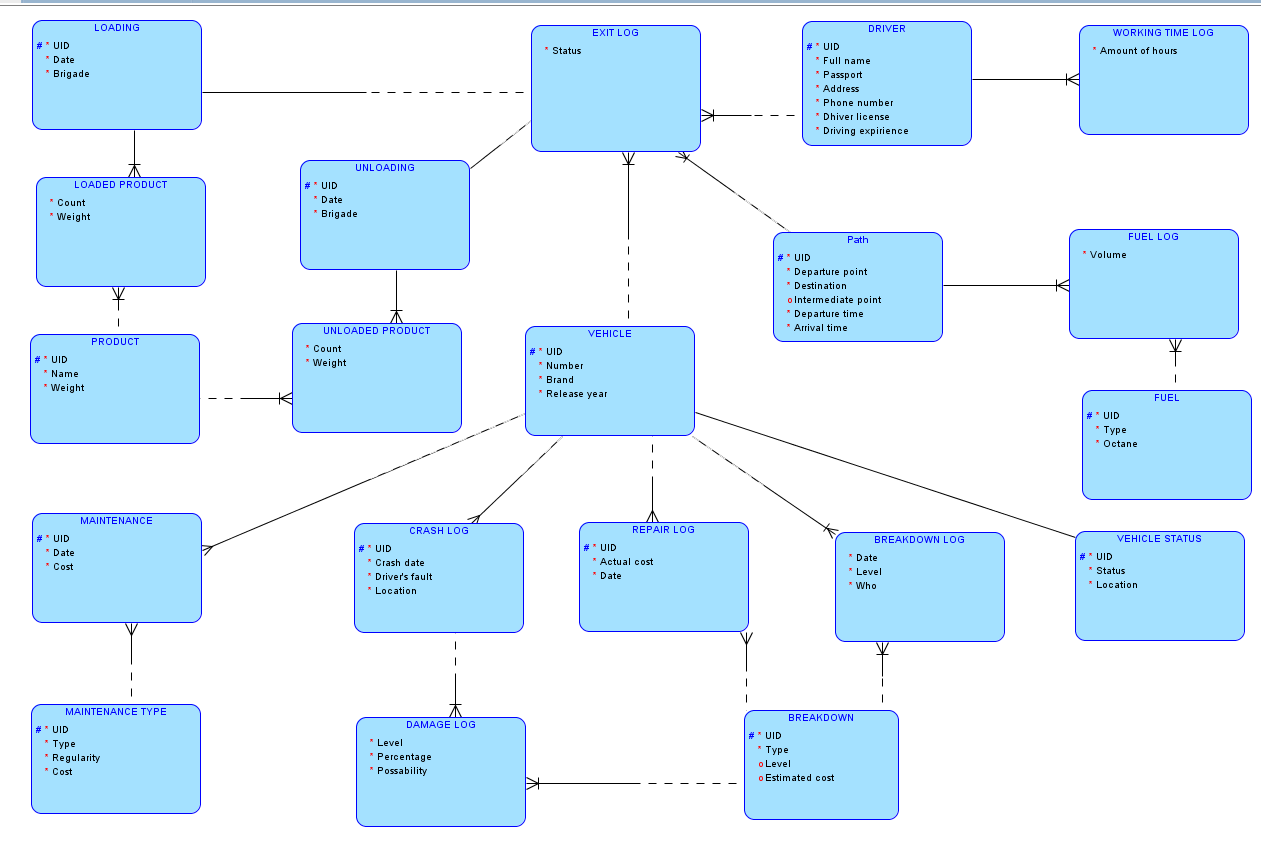 LOADING
# * UID
* Date
* Brigade
EXIT LOG
* Status
DRIVER
# * UID
* Full name
* Passport
* Address
* Phone number
* Dhiver license
* Driving expirience
WORKING TIME LOG
* Amount of hours
LOADED PRODUCT
* Count
* Weight
UNLOADING
# * UID
* Date
* Brigade
Path
# * UID
* Departure point
* Destination
o Intermediate point
* Departure time
* Arrival time
FUEL LOG
* Volume
PRODUCT
# * UID
* Name
* Weight
UNLOADED PRODUCT
* Count
* Weight
VEHICLE
# * UID
* Number
* Brand
* Release year
FUEL
# * UID
* Type
* Octane
MAINTENANCE
# * UID
* Date
* Cost
CRASH LOG
# * UID
* Crash date
* Driver's fault
* Location
REPAIR LOG
# * UID
* Actual cost
* Date
BREAKDOWN LOG
* Date
* Level
* Who
VEHICLE STATUS
# * UID
* Status
* Location
MAINTENANCE TYPE
# * UID
* Type
* Regularity
* Cost
DAMAGE LOG
* Level
* Percentage
* Possability
BREAKDOWN
# * UID
* Type
o Level
o Estimated cost